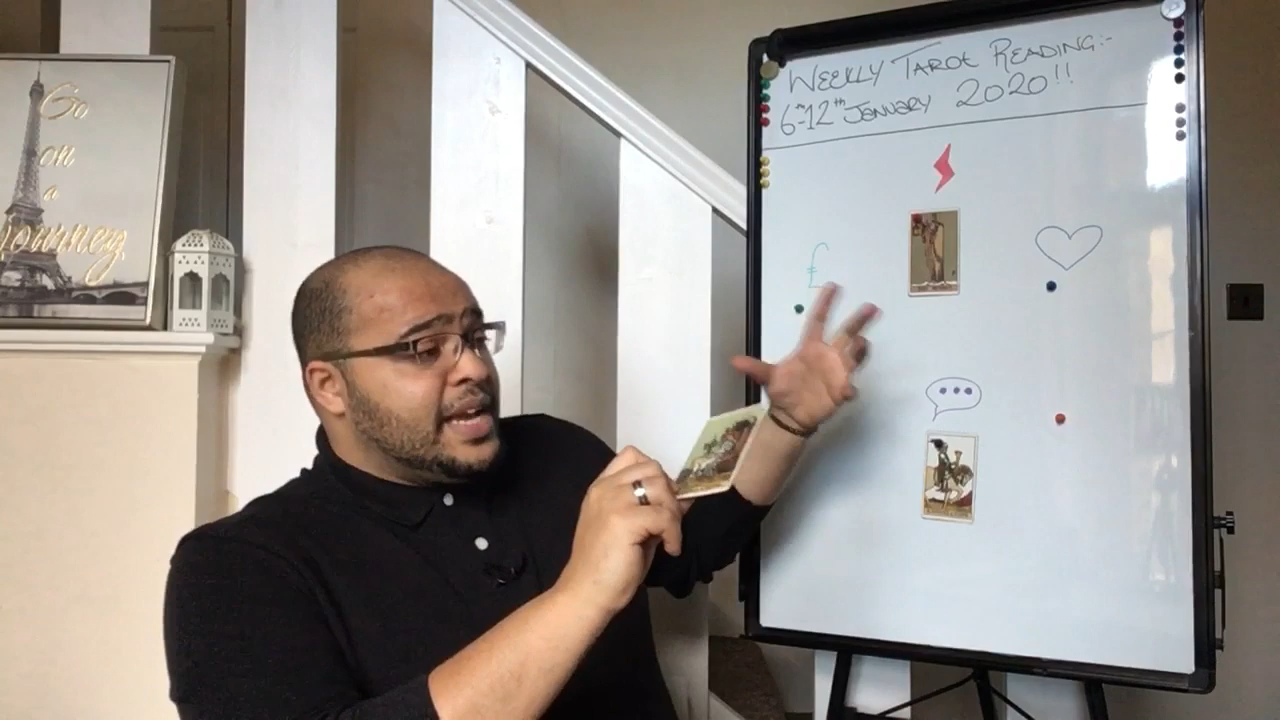 Go
on
a
journey
WEEKLY TAROT READING:-
6th-12th JANUARY 2020!!
£